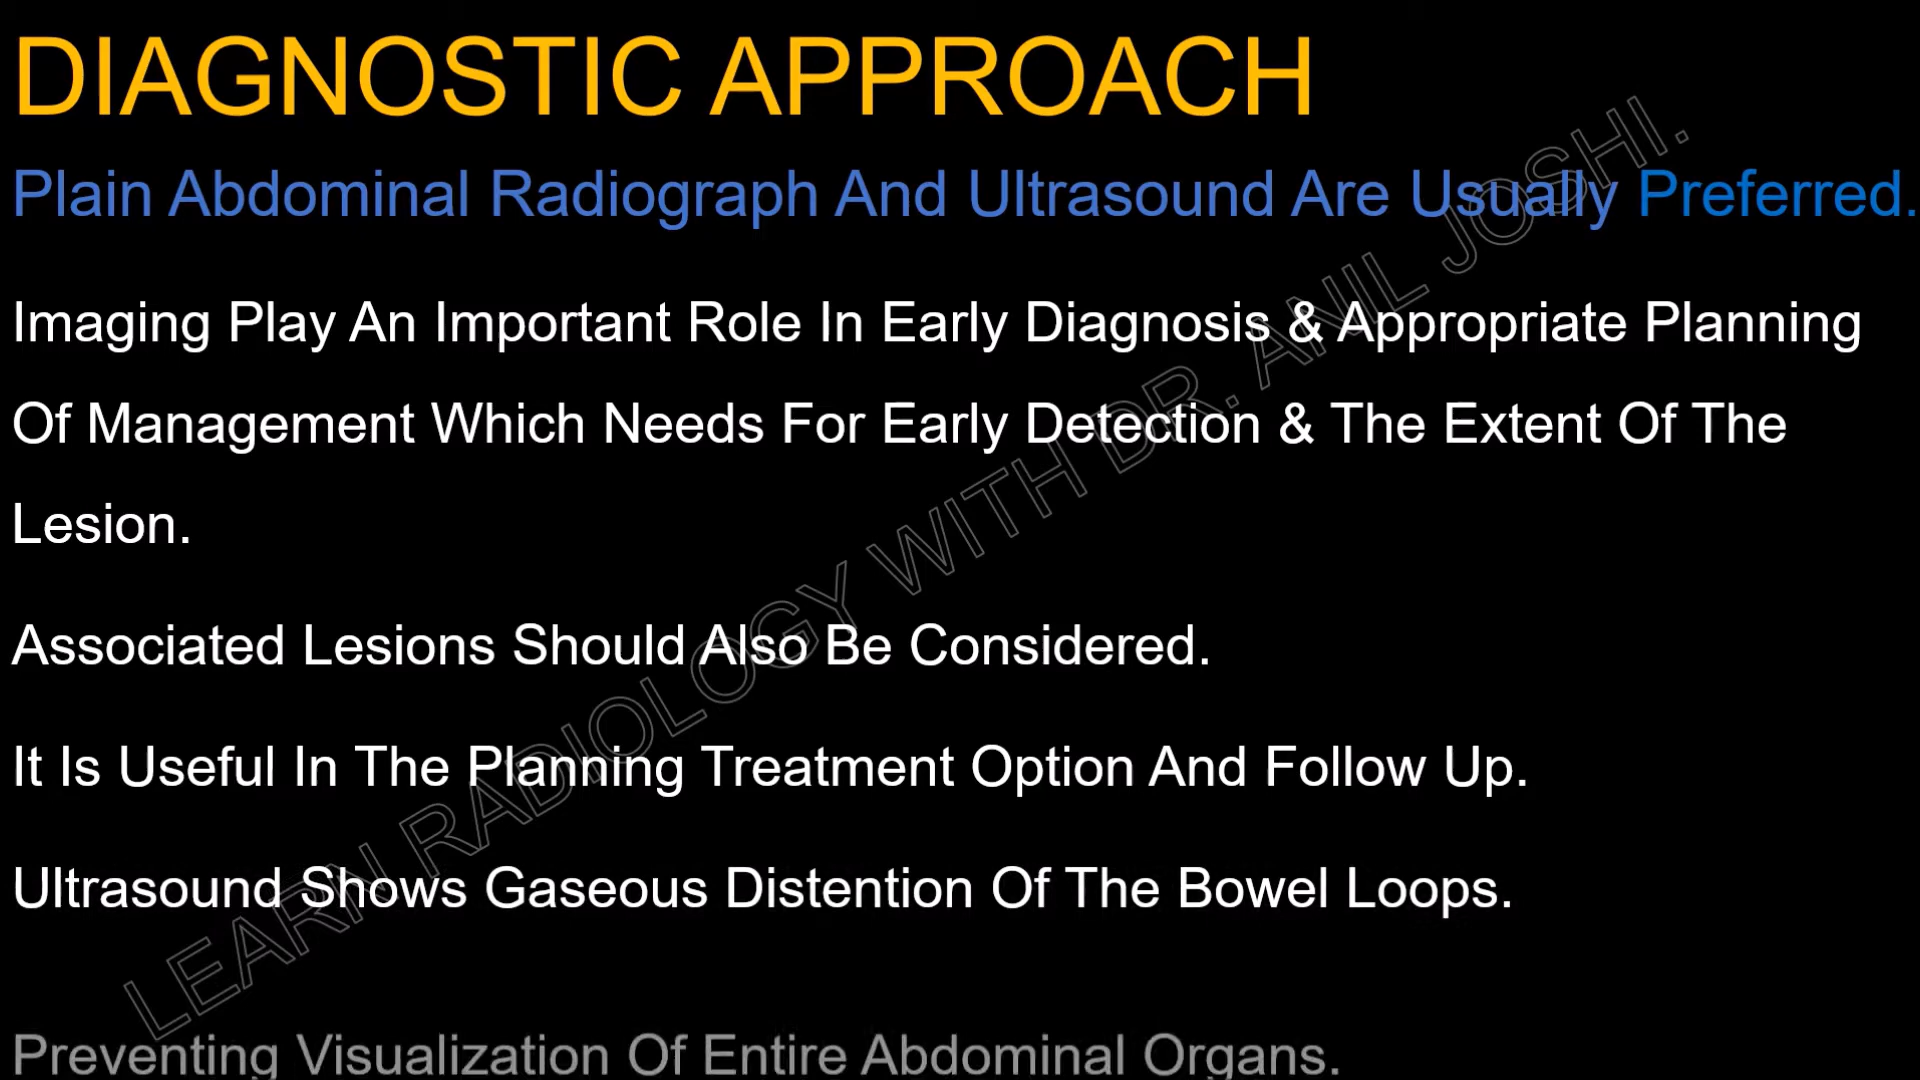 DIAGNOSTIC APPROACH
Plain Abdominal Radiograph And Ultrasound Are Usually Preferred.
Imaging Play An Important Role In Early Diagnosis & Appropriate Planning
Of Management Which Needs For Early Detection & The Extent Of The
Lesion.
Associated Lesions Should Also Be Considered.
It Is Useful In The Planning Treatment Option And Follow Up.
Ultrasound Shows Gaseous Distention Of The Bowel Loops.
Preventing Visualization Of Entire Abdominal Organs.
LEARN RADIOLOGY WITH DR. ANIL JOSHI.